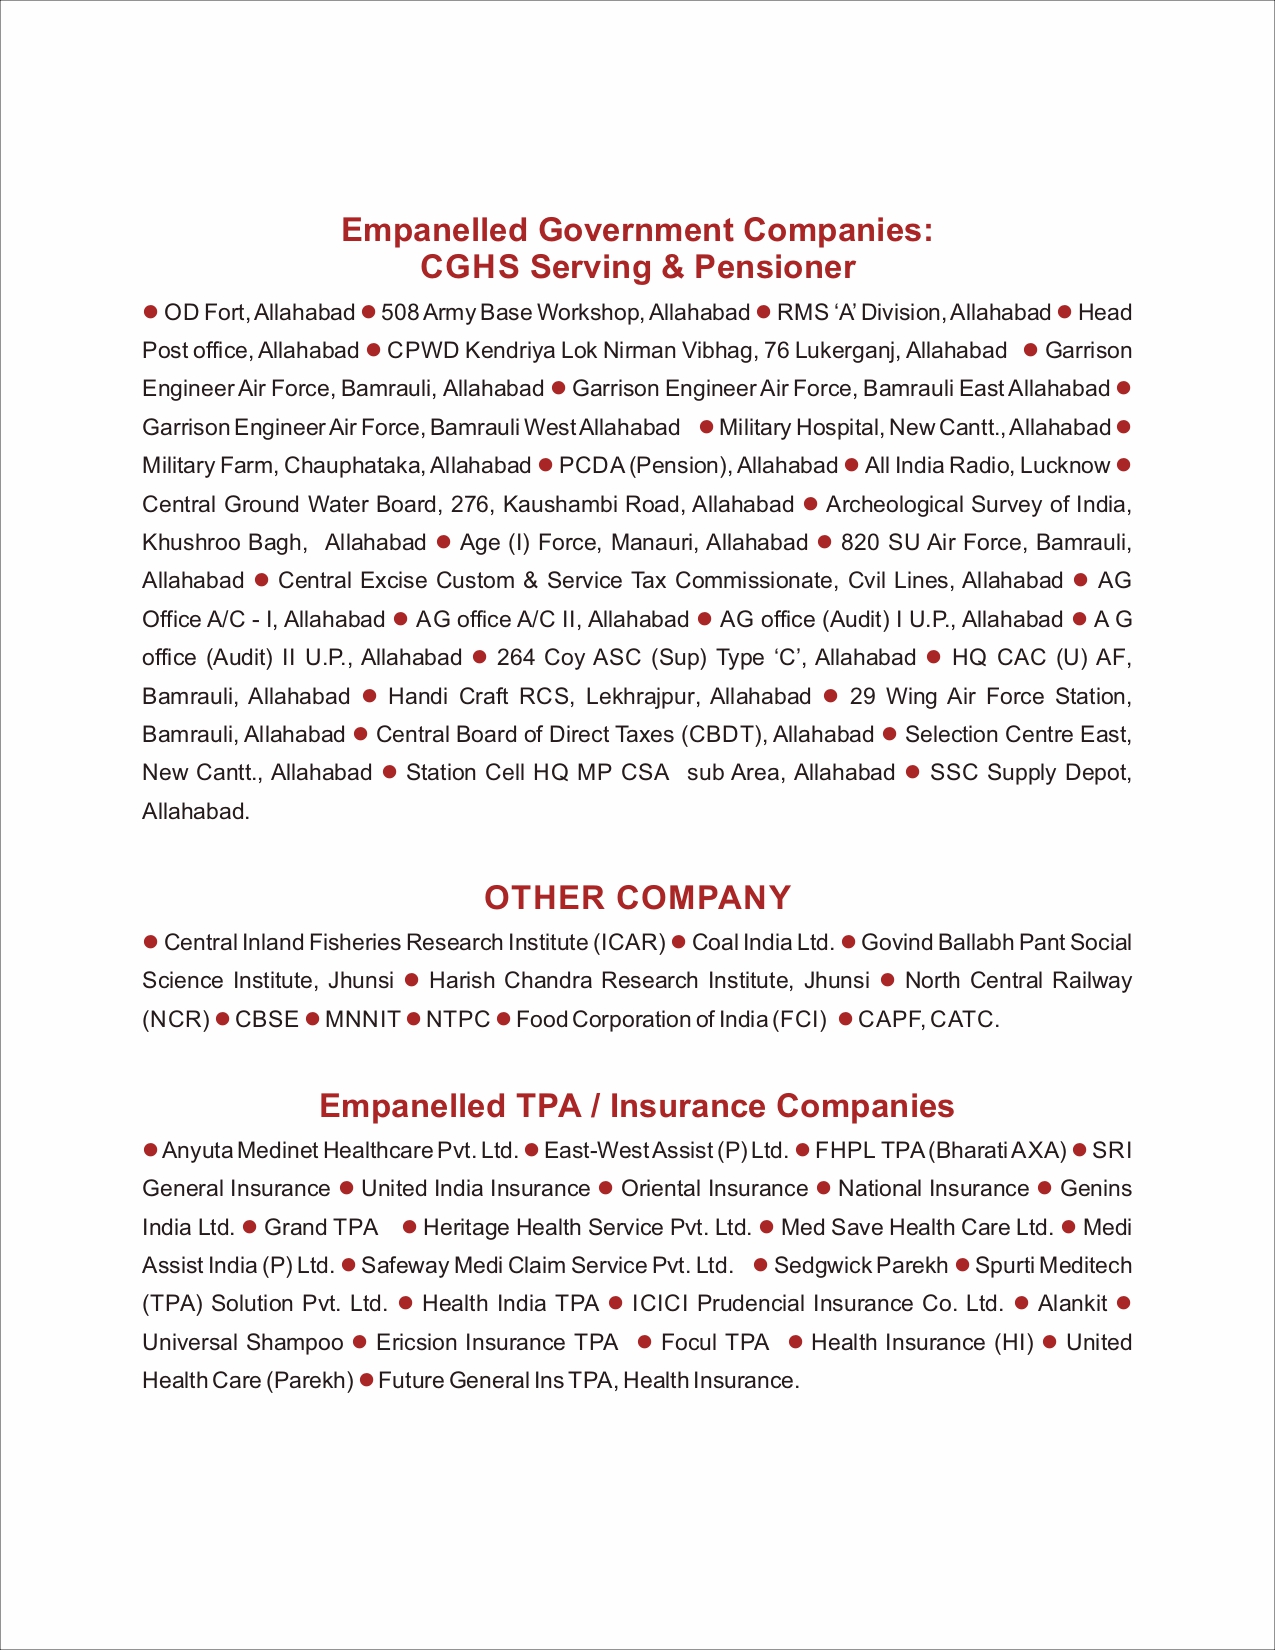 Empanelled Government Companies:
CGHS Serving & Pensioner
● OD Fort, Allahabad ● 508 Army Base Workshop, Allahabad ● RMS ‘A’ Division, Allahabad ● Head
Post office, Allahabad ● CPWD Kendriya Lok Nirman Vibhag, 76 Lukerganj, Allahabad ● Garrison
Engineer Air Force, Bamrauli, Allahabad ● Garrison Engineer Air Force, Bamrauli East Allahabad ●
Garrison Engineer Air Force, Bamrauli West Allahabad ● Military Hospital, New Cantt., Allahabad ●
Military Farm, Chauphataka, Allahabad ● PCDA (Pension), Allahabad ● All India Radio, Lucknow ●
Central Ground Water Board, 276, Kaushambi Road, Allahabad ● Archeological Survey of India,
Khushroo Bagh, Allahabad ● Age (I) Force, Manauri, Allahabad ● 820 SU Air Force, Bamrauli,
Allahabad ● Central Excise Custom & Service Tax Commissionate, Cvil Lines, Allahabad ● AG
Office A/C - I, Allahabad ● AG office A/C II, Allahabad ● AG office (Audit) I U.P., Allahabad ● A G
office (Audit) II U.P., Allahabad ● 264 Coy ASC (Sup) Type ‘C’, Allahabad ● HQ CAC (U) AF,
Bamrauli, Allahabad ● Handi Craft RCS, Lekhrajpur, Allahabad ● 29 Wing Air Force Station,
Bamrauli, Allahabad ● Central Board of Direct Taxes (CBDT), Allahabad ● Selection Centre East,
New Cantt., Allahabad ● Station Cell HQ MP CSA sub Area, Allahabad ● SSC Supply Depot,
Allahabad.
OTHER COMPANY
● Central Inland Fisheries Research Institute (ICAR) ● Coal India Ltd. ● Govind Ballabh Pant Social
Science Institute, Jhunsi ● Harish Chandra Research Institute, Jhunsi ● North Central Railway
(NCR) ● CBSE ● MNNIT ● NTPC ● Food Corporation of India (FCI) ● CAPF, CATC.
Empanelled TPA / Insurance Companies
● Anyuta Medinet Healthcare Pvt. Ltd. ● East-West Assist (P) Ltd. ● FHPL TPA (Bharati AXA) ● SRI
General Insurance ● United India Insurance ● Oriental Insurance ● National Insurance ● Genins
India Ltd. ● Grand TPA ● Heritage Health Service Pvt. Ltd. ● Med Save Health Care Ltd. ● Medi
Assist India (P) Ltd. ● Safeway Medi Claim Service Pvt. Ltd. ● Sedgwick Parekh ● Spurti Meditech
(TPA) Solution Pvt. Ltd. ● Health India TPA ● ICICI Prudencial Insurance Co. Ltd. ● Alankit ●
Universal Shampoo ● Ericsion Insurance TPA ● Focul TPA ● Health Insurance (HI) ● United
Health Care (Parekh) ● Future General Ins TPA, Health Insurance.